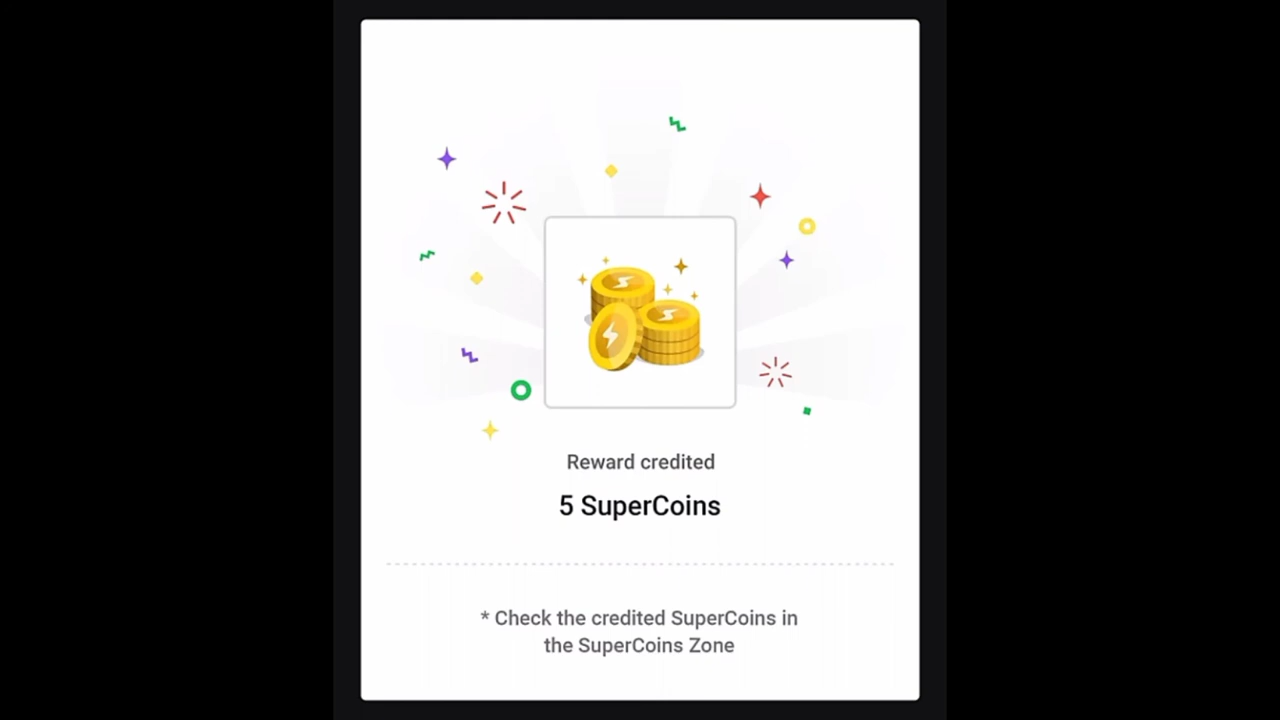 Reward credited
5 SuperCoins
* Check the credited SuperCoins in
the SuperCoins Zone